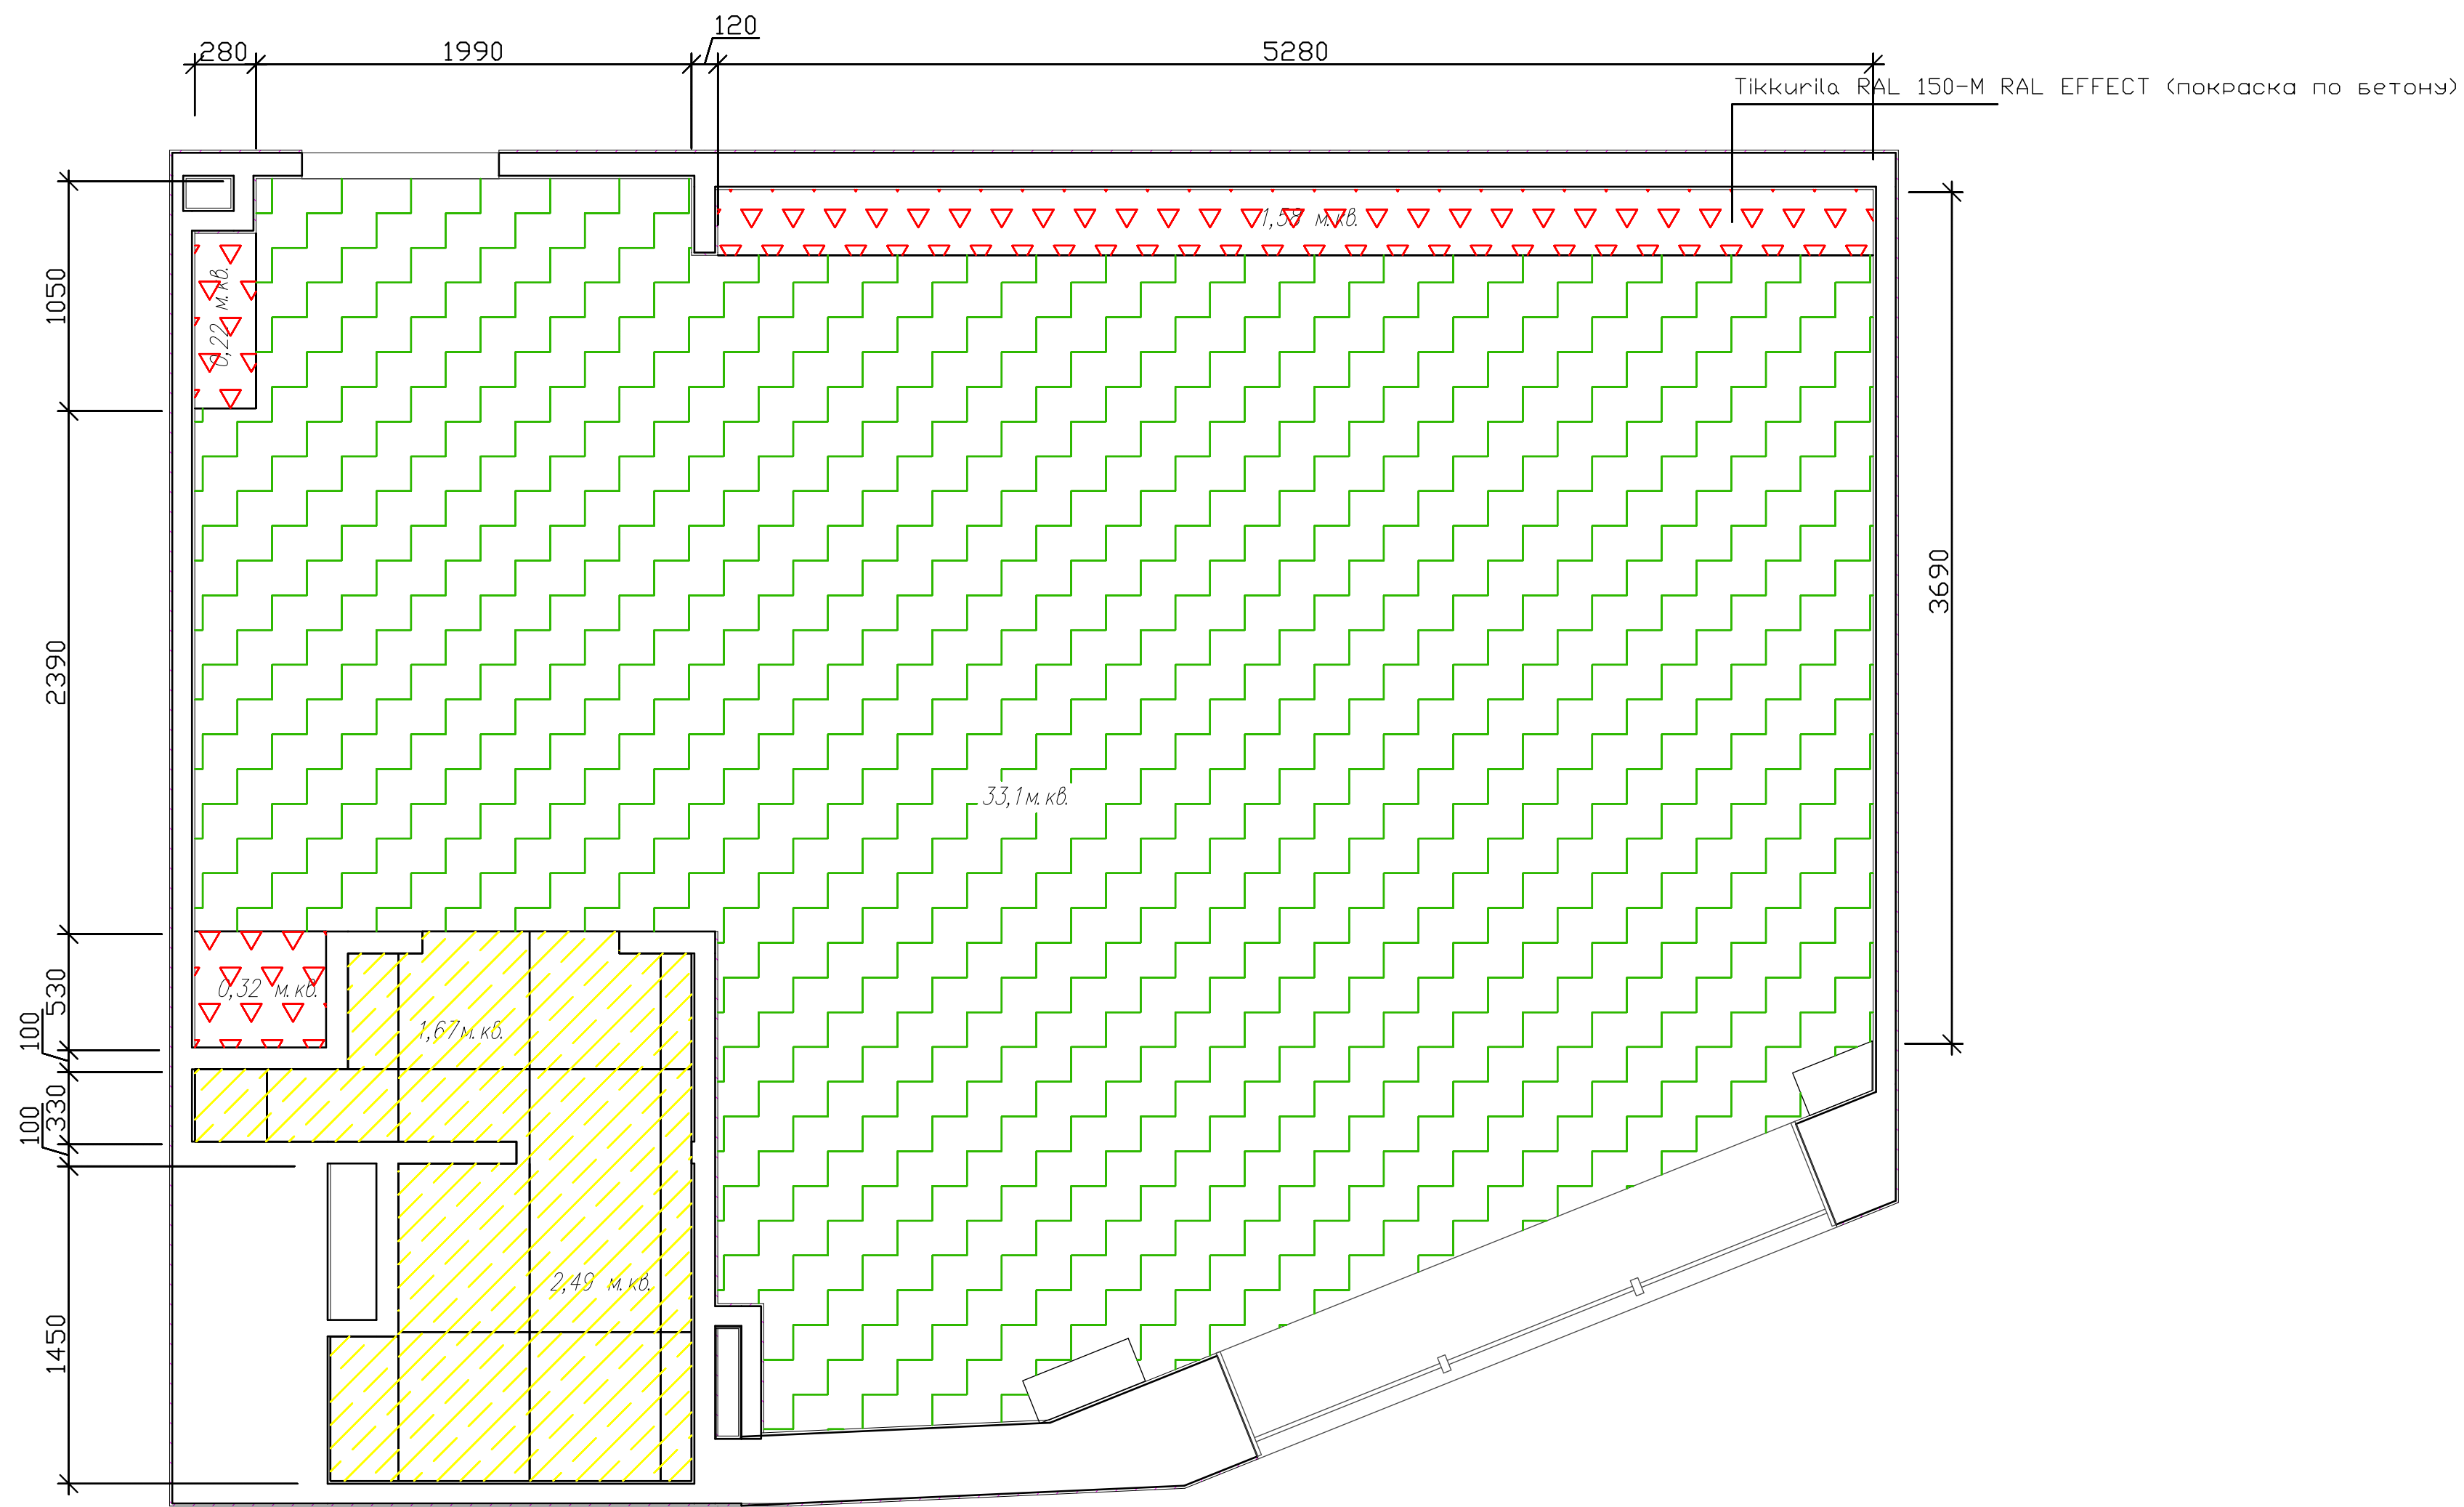 120
280
1990
5280
Tikkurila RAL 150-M RAL EFFECT (покраска по бетону)
1,58 м.кв.
1050
0,22 м.кв.
3690
2390
33,1м.кв.
530
0,32 м.кв.
100
1,67м.кв.
330
100
2,49 м.кв.
1450